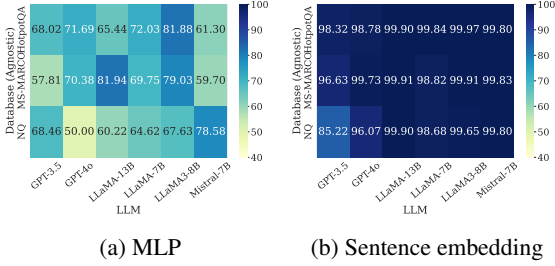 Database (Agnostic)
NQ MS-MARCO HotpotQA
68.02 71.69 65.44 72.03 81.88 61.30
57.81 70.38 81.94 69.75 79.03 59.70
68.46 50.00 60.22 64.62 67.63 78.58
GPT-3.5 GPT-4o LLaMA-13B LLaMA-7B LLaMA3-8B Mistral-7B
LLM
100
90
80
70
60
50
40
(a) MLP
Database (Agnostic)
NQ MS-MARCO HotpotQA
98.32 98.78 99.90 99.84 99.97 99.80
96.63 99.73 99.91 98.82 99.91 99.83
85.22 96.07 99.90 98.68 99.65 99.80
GPT-3.5 GPT-4o LLaMA-13B LLaMA-7B LLaMA3-8B Mistral-7B
LLM
100
90
80
70
60
50
40
(b) Sentence embedding